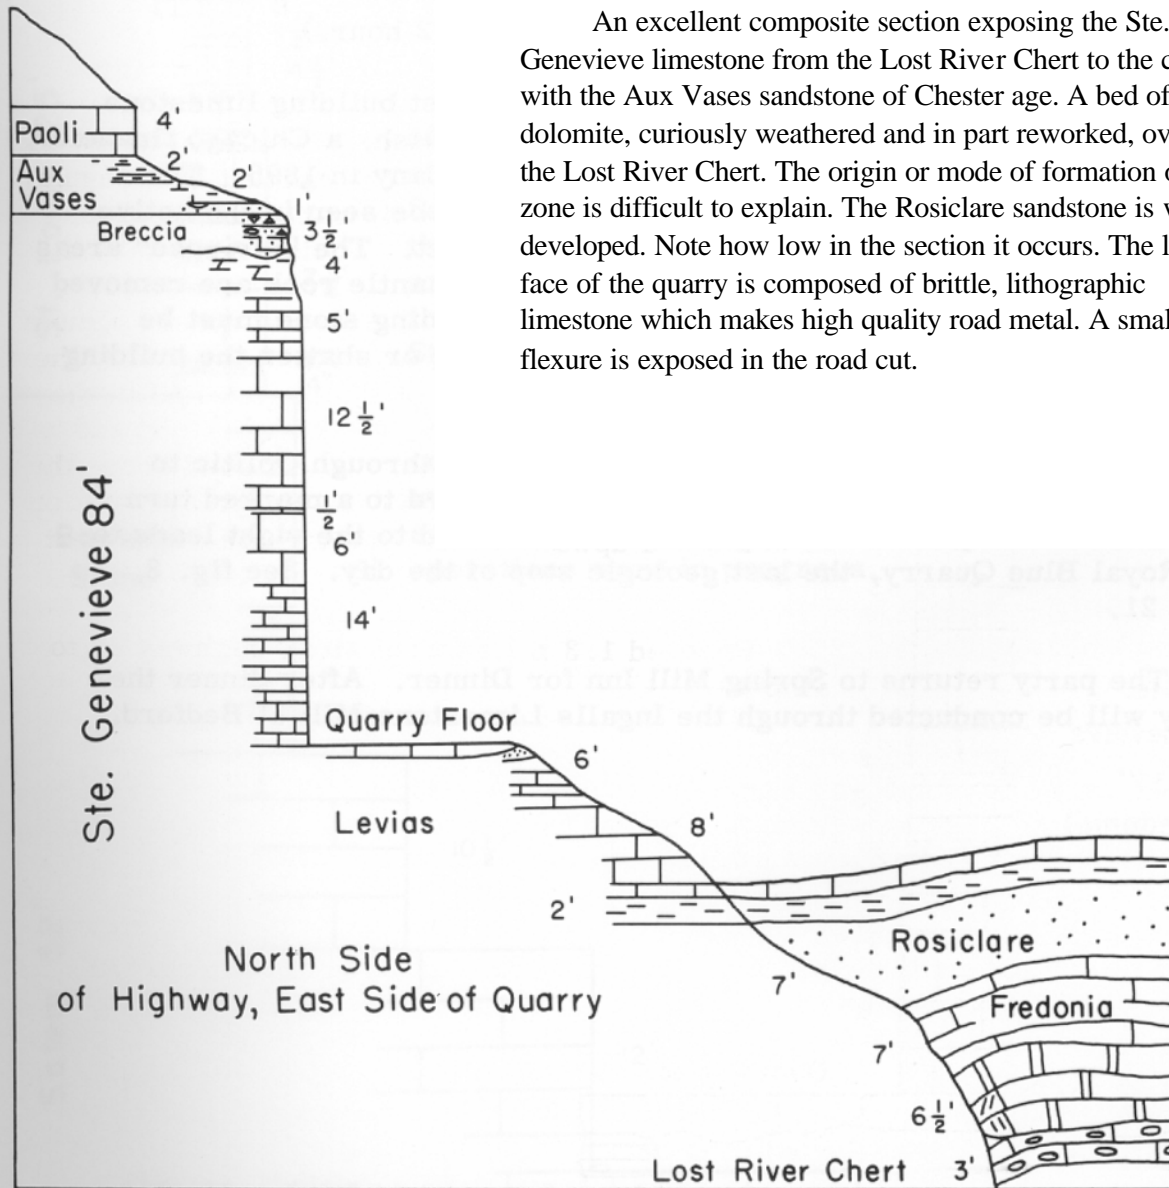 An excellent composite section exposing the Ste.
Genevieve limestone from the Lost River Chert to the c
with the Aux Vases sandstone of Chester age. A bed of
dolomite, curiously weathered and in part reworked, ov
the Lost River Chert. The origin or mode of formation o
zone is difficult to explain. The Rosiclare sandstone is w
developed. Note how low in the section it occurs. The l
face of the quarry is composed of brittle, lithographic
limestone which makes high quality road metal. A smal
flexure is exposed in the road cut.
Paoli
4'
2'
Aux
Vases
2'
1'
Breccia
3 1/2'
4'
5'
12 1/2'
1/2'
6'
14'
Ste. Genevieve 84'
Quarry Floor
6'
Levias
8'
2'
Rosiclare
North Side
of Highway, East Side of Quarry
7'
Fredonia
7'
6 1/2'
Lost River Chert
3'